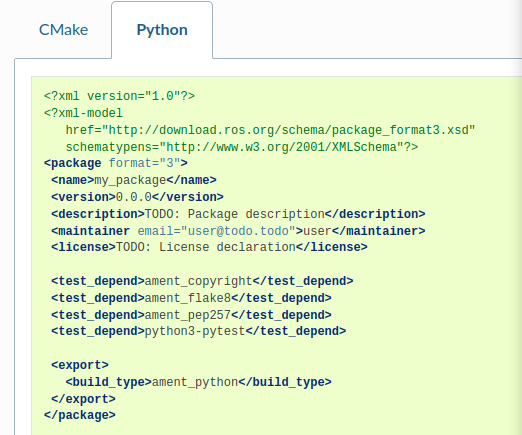 CMake
Python
<?xml version="1.0"?>
<?xml-model
   href="http://download.ros.org/schema/package_format3.xsd"
   schematypens="http://www.w3.org/2001/XMLSchema"?>
<package format="3">
 <name>my_package</name>
 <version>0.0.0</version>
 <description>TODO: Package description</description>
 <maintainer email="user@todo.todo">user</maintainer>
 <license>TODO: License declaration</license>

 <test_depend>ament_copyright</test_depend>
 <test_depend>ament_flake8</test_depend>
 <test_depend>ament_pep257</test_depend>
 <test_depend>python3-pytest</test_depend>

 <export>
   <build_type>ament_python</build_type>
 </export>
</package>